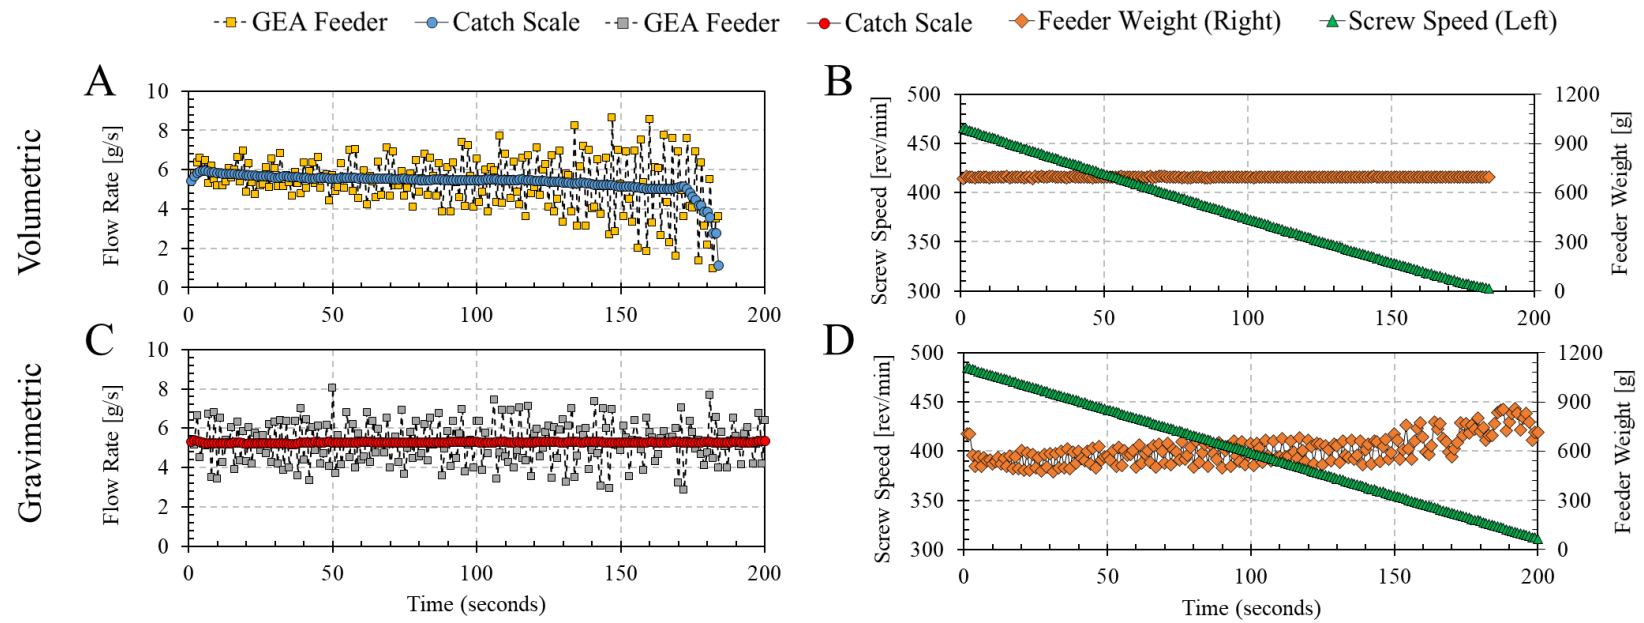 GEA Feeder Catch Scale GEA Feeder Catch Scale Feeder Weight (Right) Screw Speed (Left)
A
Volumetric
Flow Rate [g/s]
10
8
6
4
2
0
0 50 100 150 200
B
Screw Speed [rev/min]
500
450
400
350
300
0 50 100 150 200
1200
900
600
300
0
Feeder Weight [g]
C
Gravimetric
Flow Rate [g/s]
10
8
6
4
2
0
0 50 100 150 200
Time (seconds)
D
Screw Speed [rev/min]
500
450
400
350
300
0 50 100 150 200
Time (seconds)
1200
900
600
300
0
Feeder Weight [g]